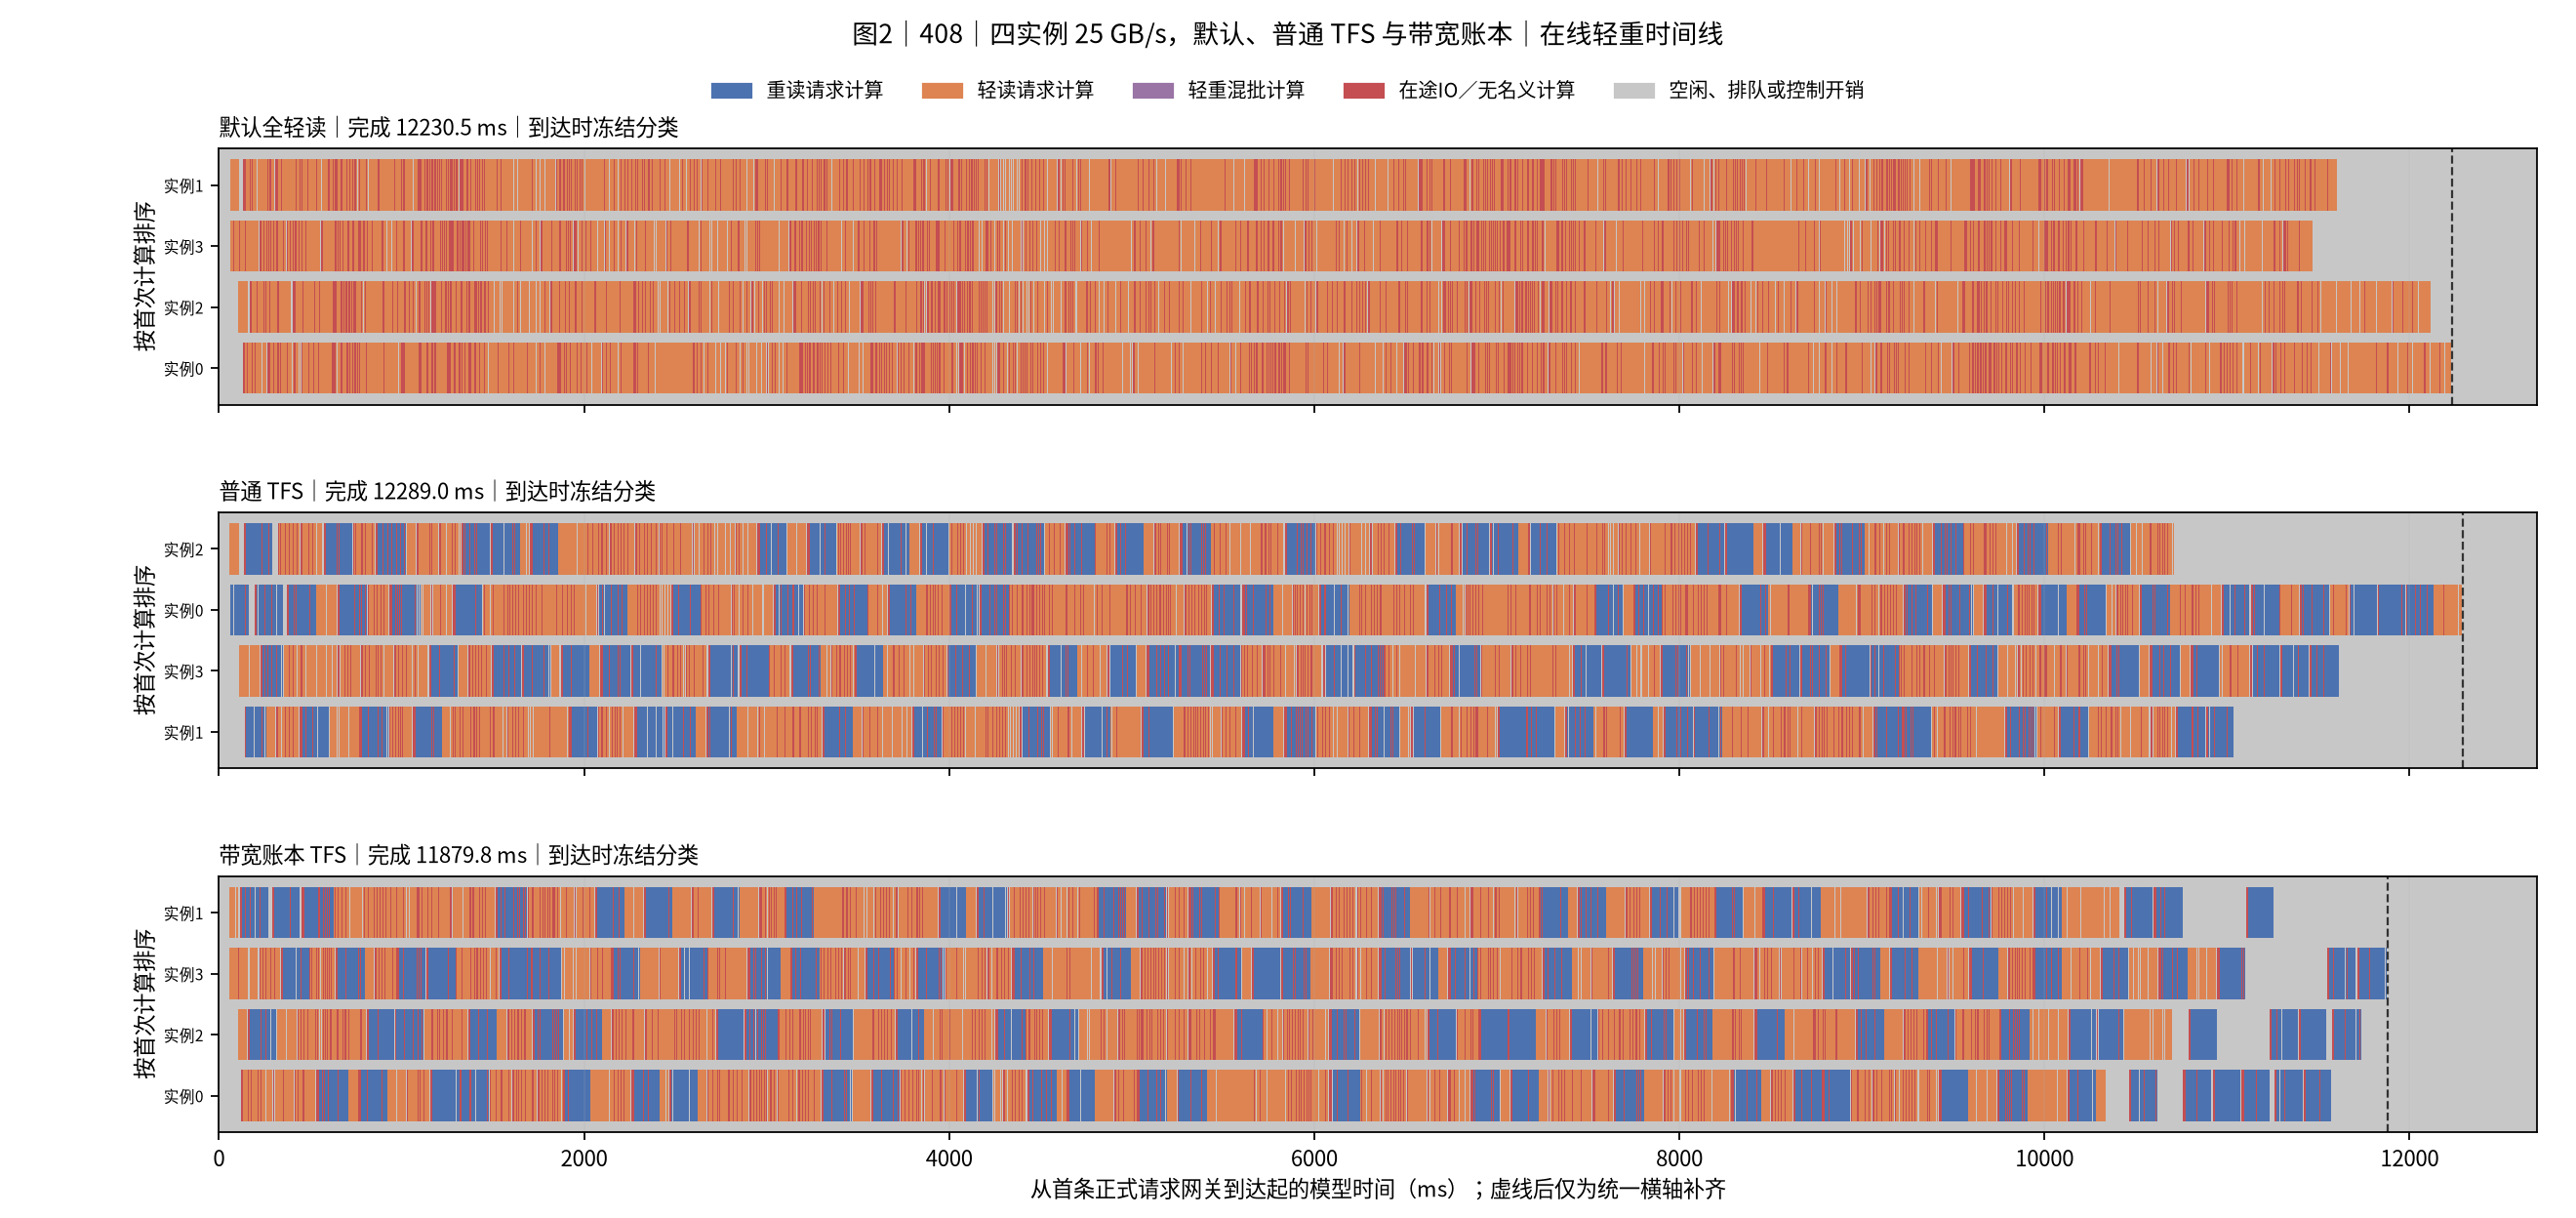 图2｜408｜四实例 25 GB/s，默认、普通 TFS 与带宽账本｜在线轻重时间线
重读请求计算 轻读请求计算 轻重混批计算 在途IO／无名义计算 空闲、排队或控制开销
默认全轻读｜完成 12230.5 ms｜到达时冻结分类
按首次计算排序
实例1
实例3
实例2
实例0
普通 TFS｜完成 12289.0 ms｜到达时冻结分类
按首次计算排序
实例2
实例0
实例3
实例1
带宽账本 TFS｜完成 11879.8 ms｜到达时冻结分类
按首次计算排序
实例1
实例3
实例2
实例0
0 2000 4000 6000 8000 10000 12000
从首条正式请求网关到达起的模型时间（ms）；虚线后仅为统一横轴补齐